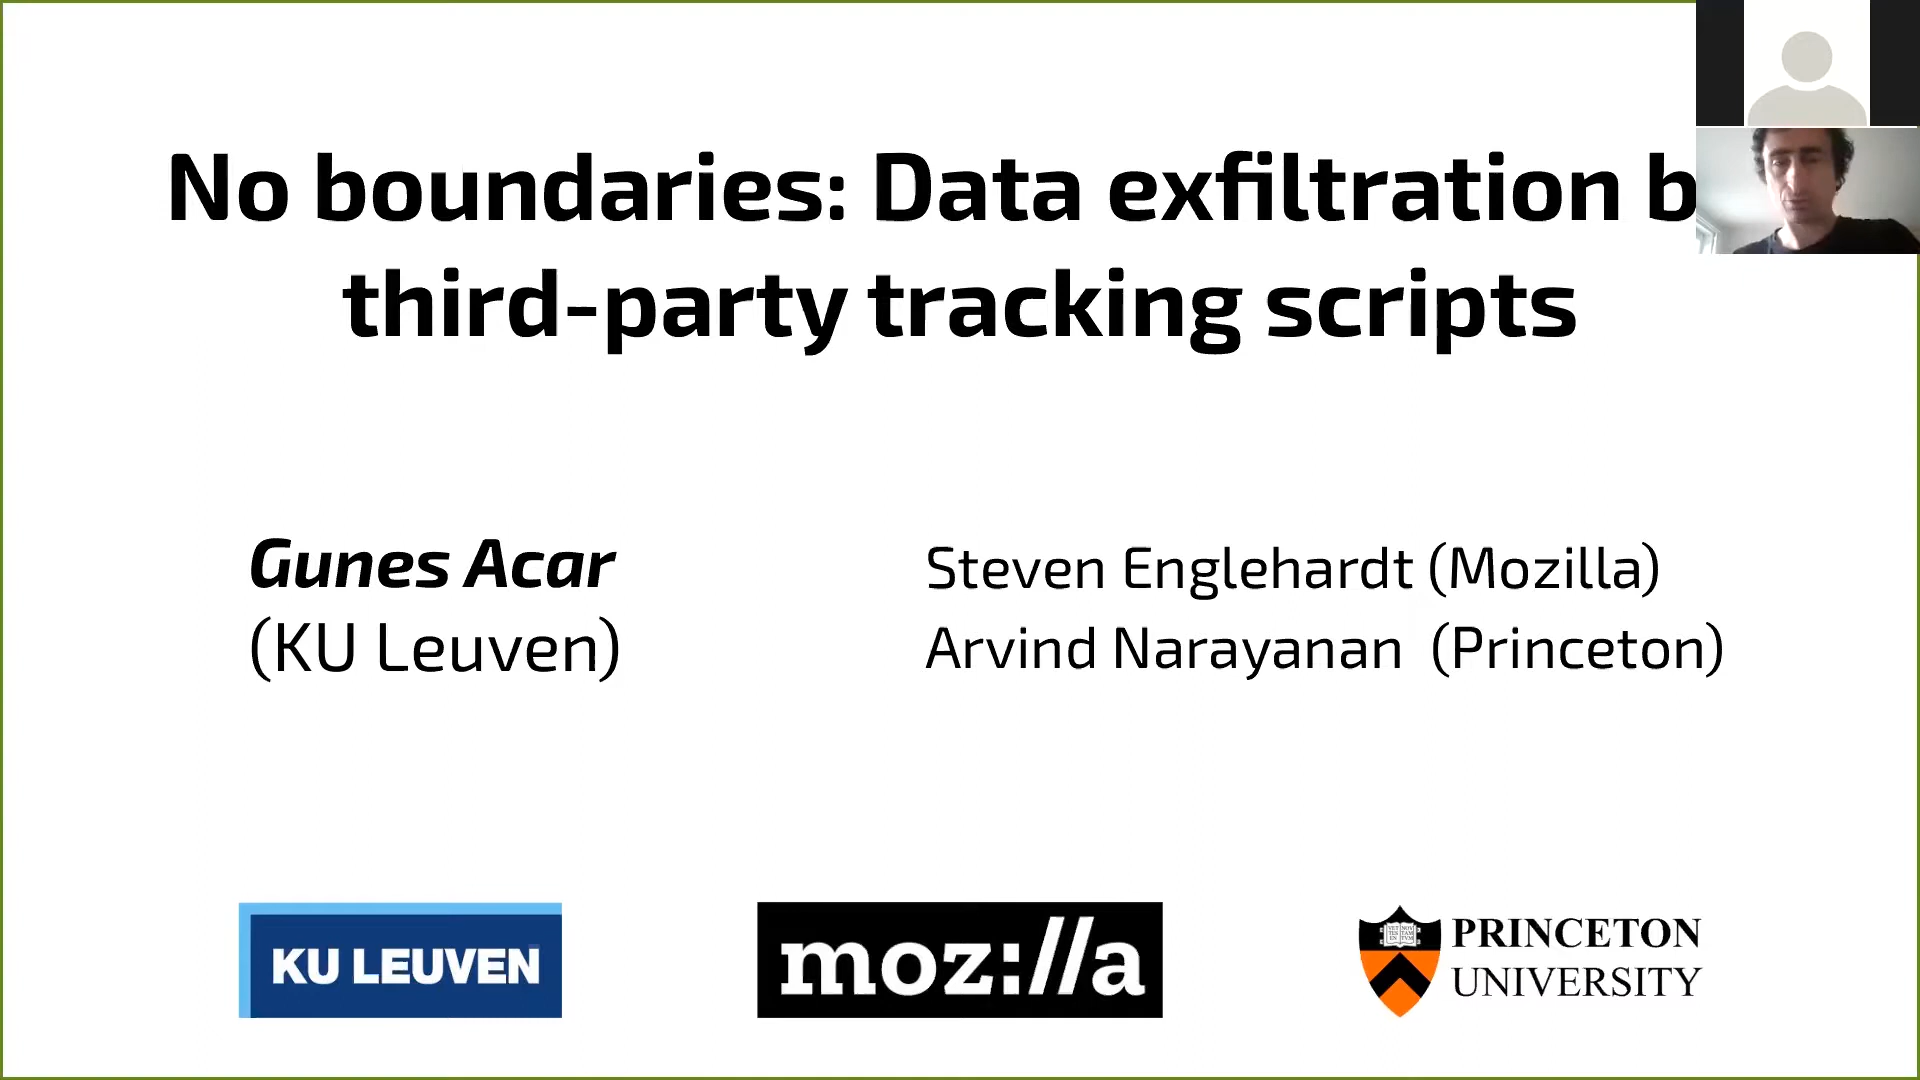 No boundaries: Data exfiltration b
third-party tracking scripts
Gunes Acar
(KU Leuven)
Steven Englehardt (Mozilla)
Arvind Narayanan (Princeton)
KU LEUVEN
moz://a
PRINCETON
UNIVERSITY